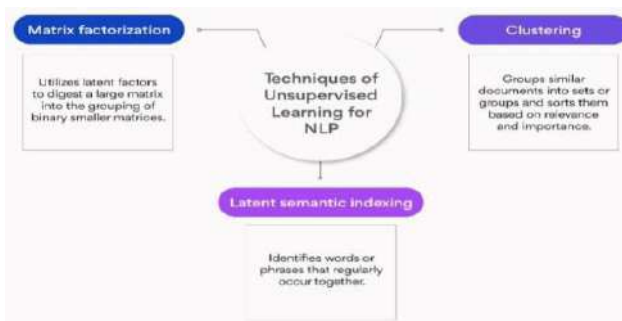 Matrix factorization
Utilizes latent factors
to digest a large matrix
into the grouping of
binary smaller matrices.
Techniques of
Unsupervised
Learning for
NLP
Clustering
Groups similar
documents into sets or
groups and sorts them
based on relevance
and importance.
Latent semantic indexing
Identifies words or
phrases that regularly
occur together.